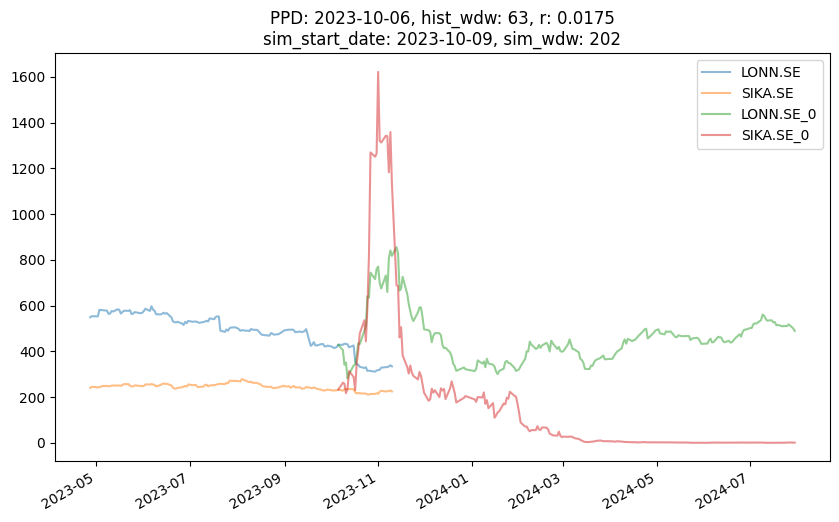 PPD: 2023-10-06, hist_wdw: 63, r: 0.0175
sim_start_date: 2023-10-09, sim_wdw: 202
1600
1400
1200
1000
800
600
400
200
0
LONN.SE
SIKA.SE
LONN.SE_0
SIKA.SE_0
2023-05
2023-07
2023-09
2023-11
2024-01
2024-03
2024-05
2024-07